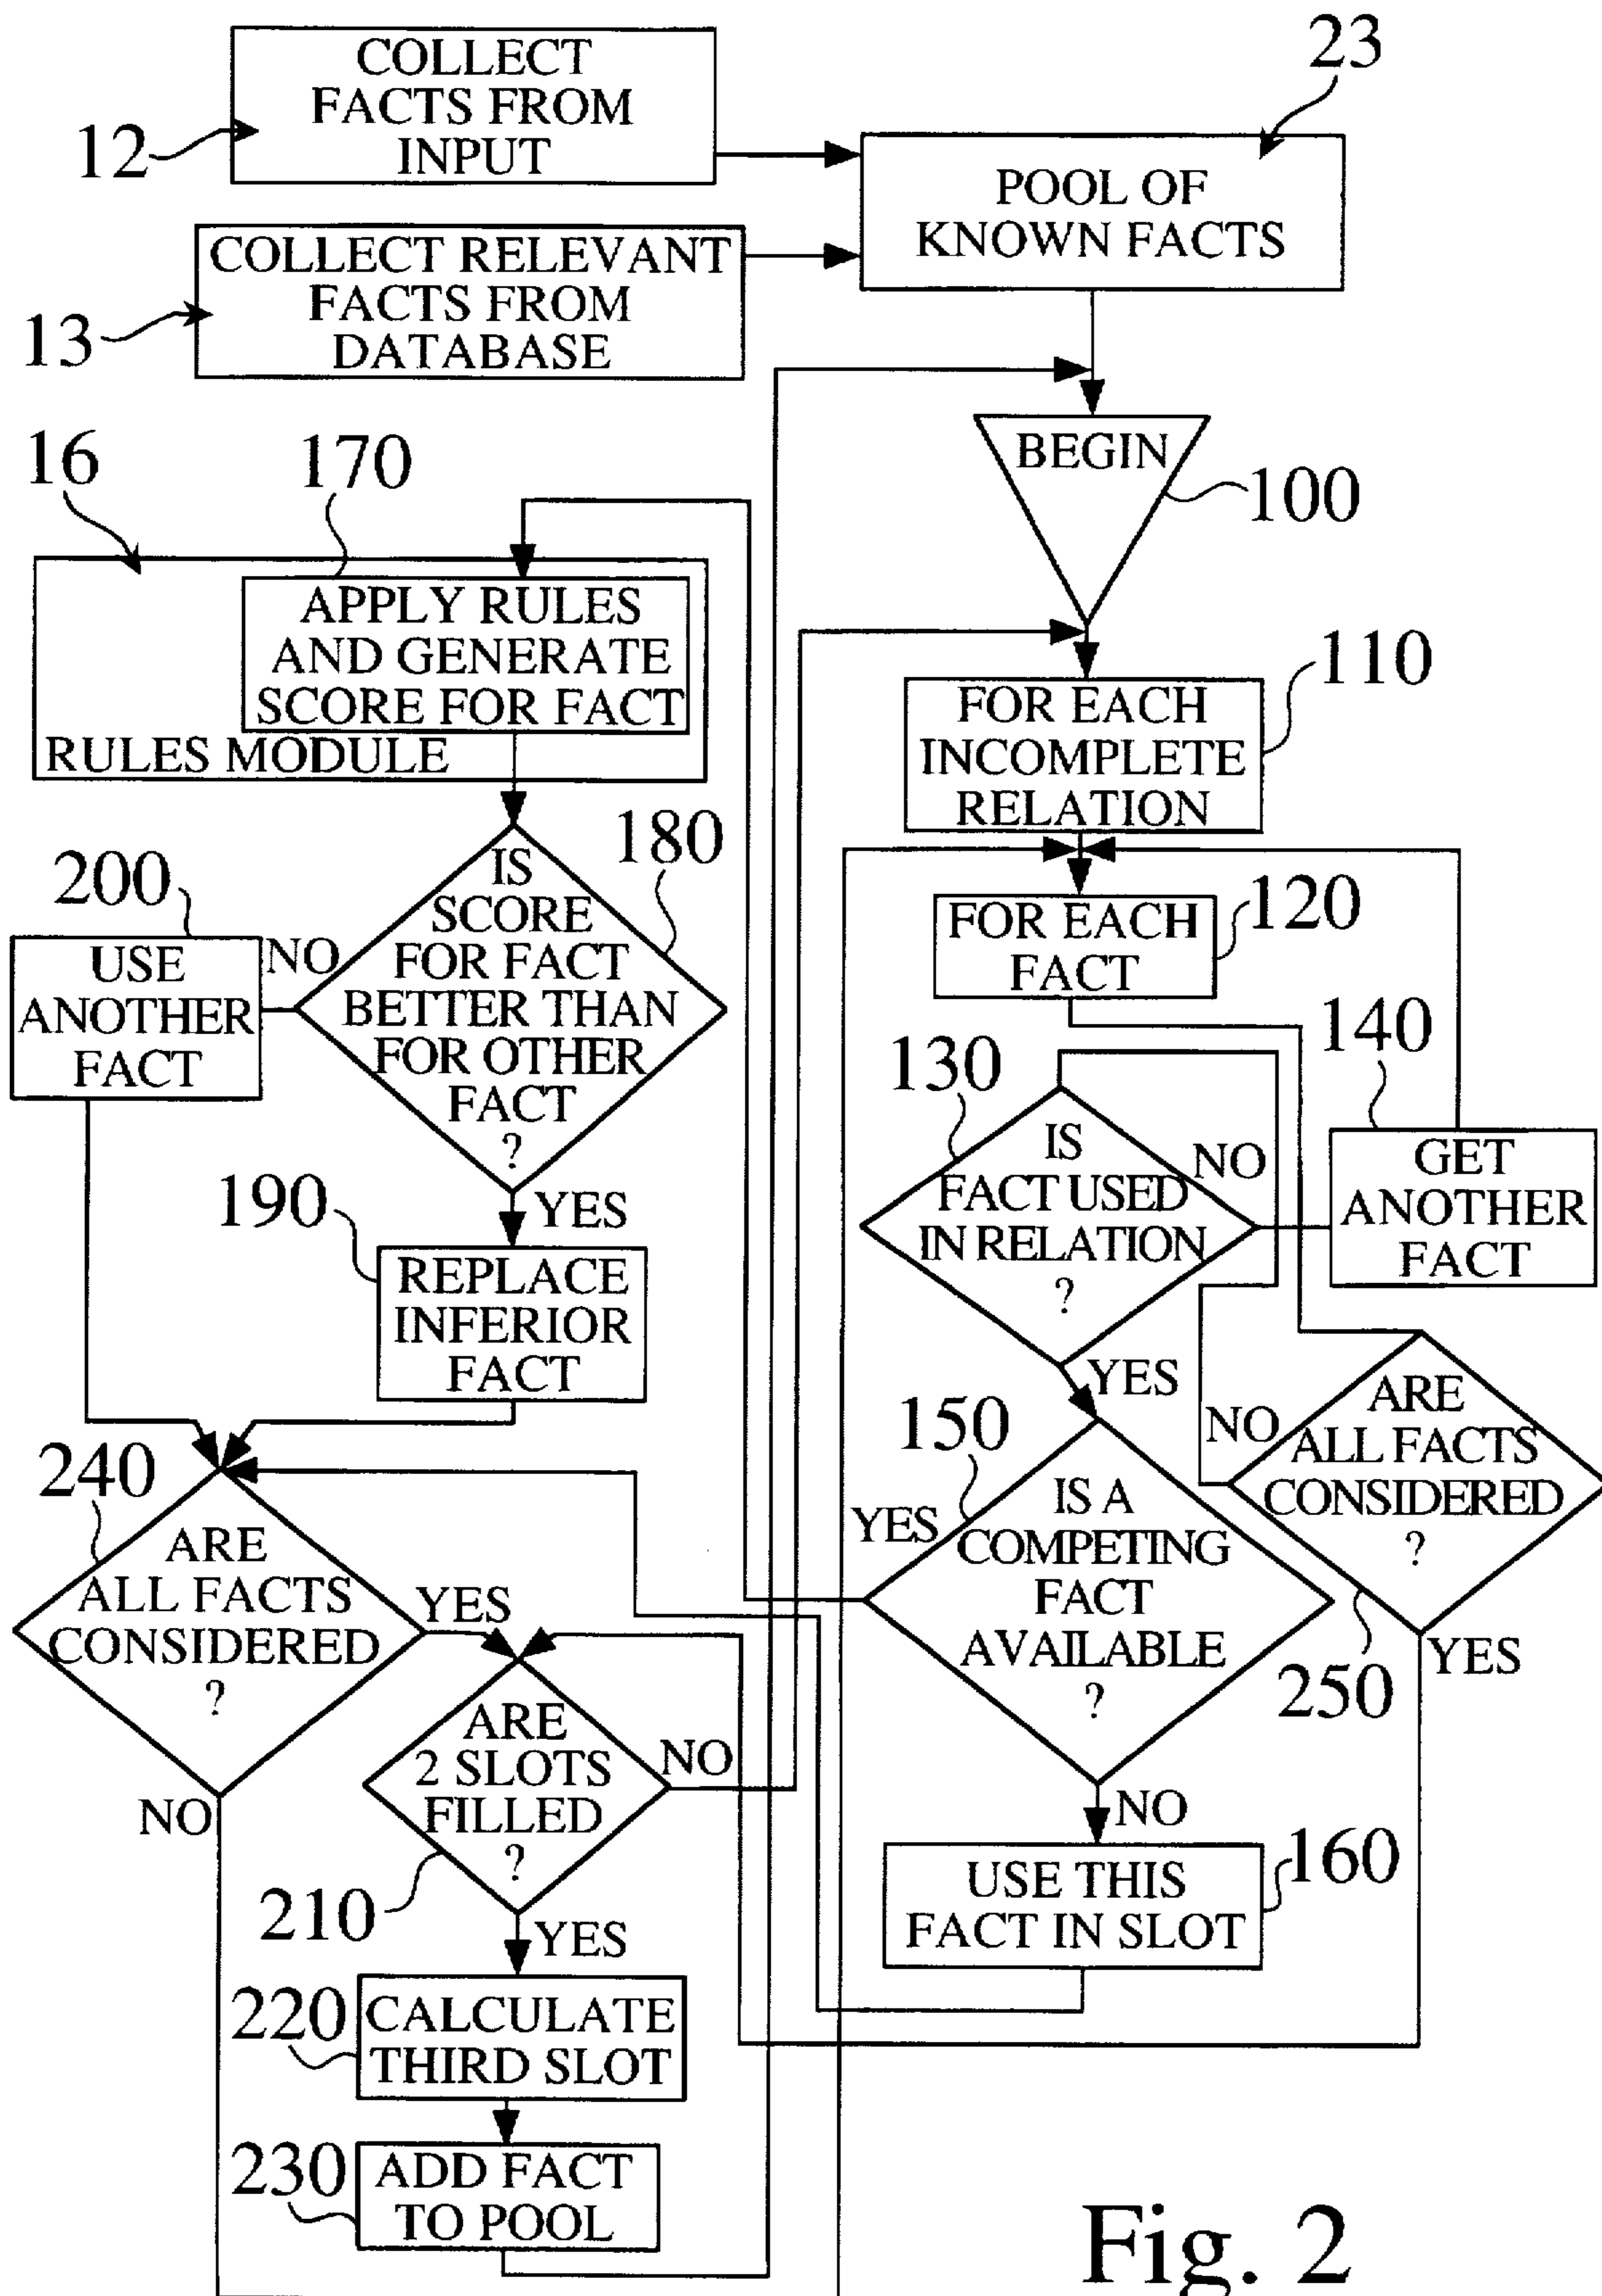 COLLECT
FACTS FROM
INPUT
12
23
POOL OF
KNOWN FACTS
COLLECT RELEVANT
FACTS FROM
DATABASE
13
BEGIN
100
16
170
APPLY RULES
AND GENERATE
SCORE FOR FACT
RULES MODULE
FOR EACH
INCOMPLETE
RELATION
110
180
IS
SCORE
FOR FACT
BETTER THAN
FOR OTHER
FACT
?
NO
200
USE
ANOTHER
FACT
FOR EACH
FACT
120
130
IS
FACT USED
IN RELATION
?
NO
140
GET
ANOTHER
FACT
YES
190
REPLACE
INFERIOR
FACT
YES
150
IS A
COMPETING
FACT
AVAILABLE
?
YES
NO
ARE
ALL FACTS
CONSIDERED
?
250
YES
240
ARE
ALL FACTS
CONSIDERED
?
YES
NO
ARE
2 SLOTS
FILLED
?
NO
210
YES
NO
USE THIS
FACT IN SLOT
160
220
CALCULATE
THIRD SLOT
230
ADD FACT
TO POOL
Fig. 2